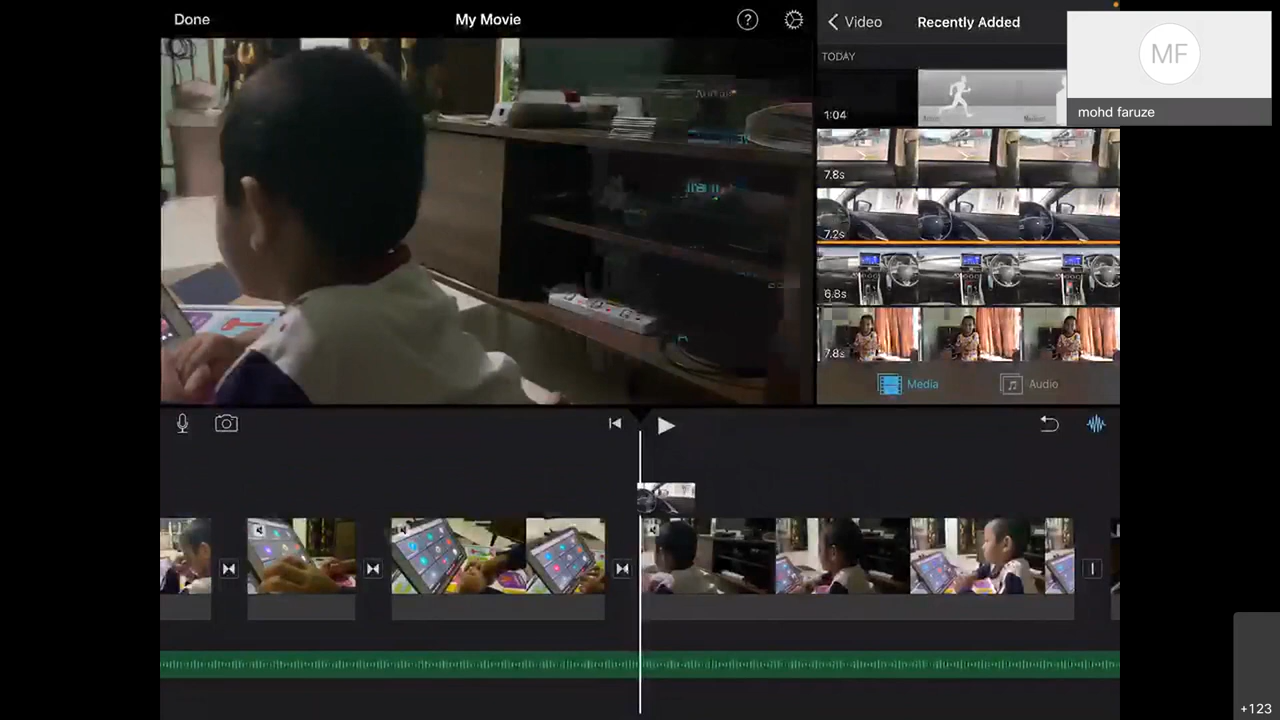 Done
My Movie
?
Video
Recently Added
TODAY
MF
mohd faruze
1:04
7.8s
7.2s
6.8s
7.8s
Media
Audio
+123